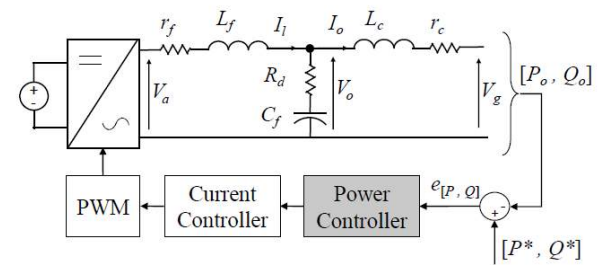 r_f L_f I_l I_o L_c r_c
R_d
C_f
V_a V_o V_g
[P_o, Q_o]
PWM
Current
Controller
Power
Controller
e_[P, Q]
[P*, Q*]
+
-
+
-